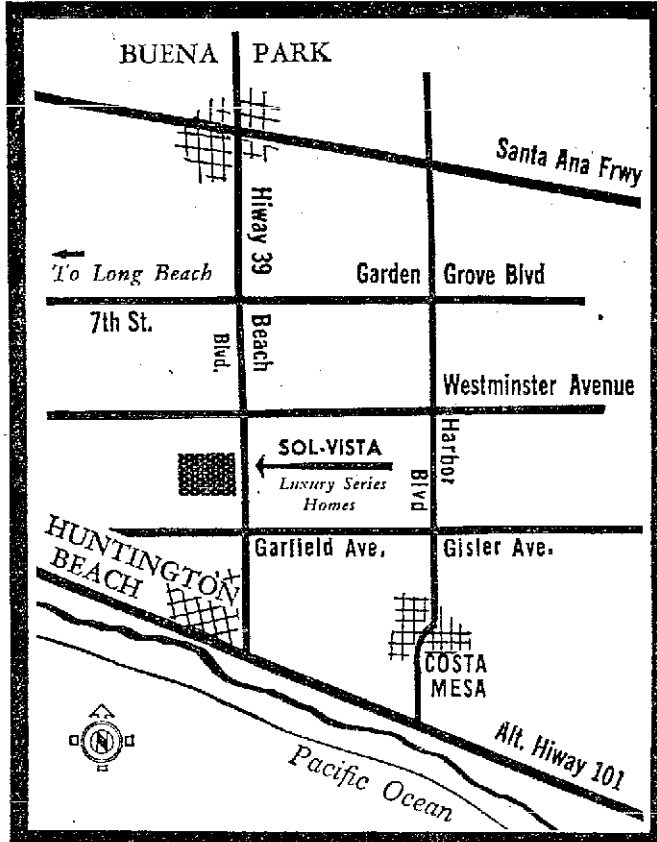 BUENA PARK
Santa Ana Frwy
Hiway 39
To Long Beach
Garden Grove Blvd
7th St.
Beach
Blvd.
Westminster Avenue
SOL-VISTA
Luxury Series
Homes
Harbor
Blvd
HUNTINGTON
BEACH
Garfield Ave.
Gisler Ave.
COSTA
MESA
N
Alt. Hiway 101
Pacific Ocean